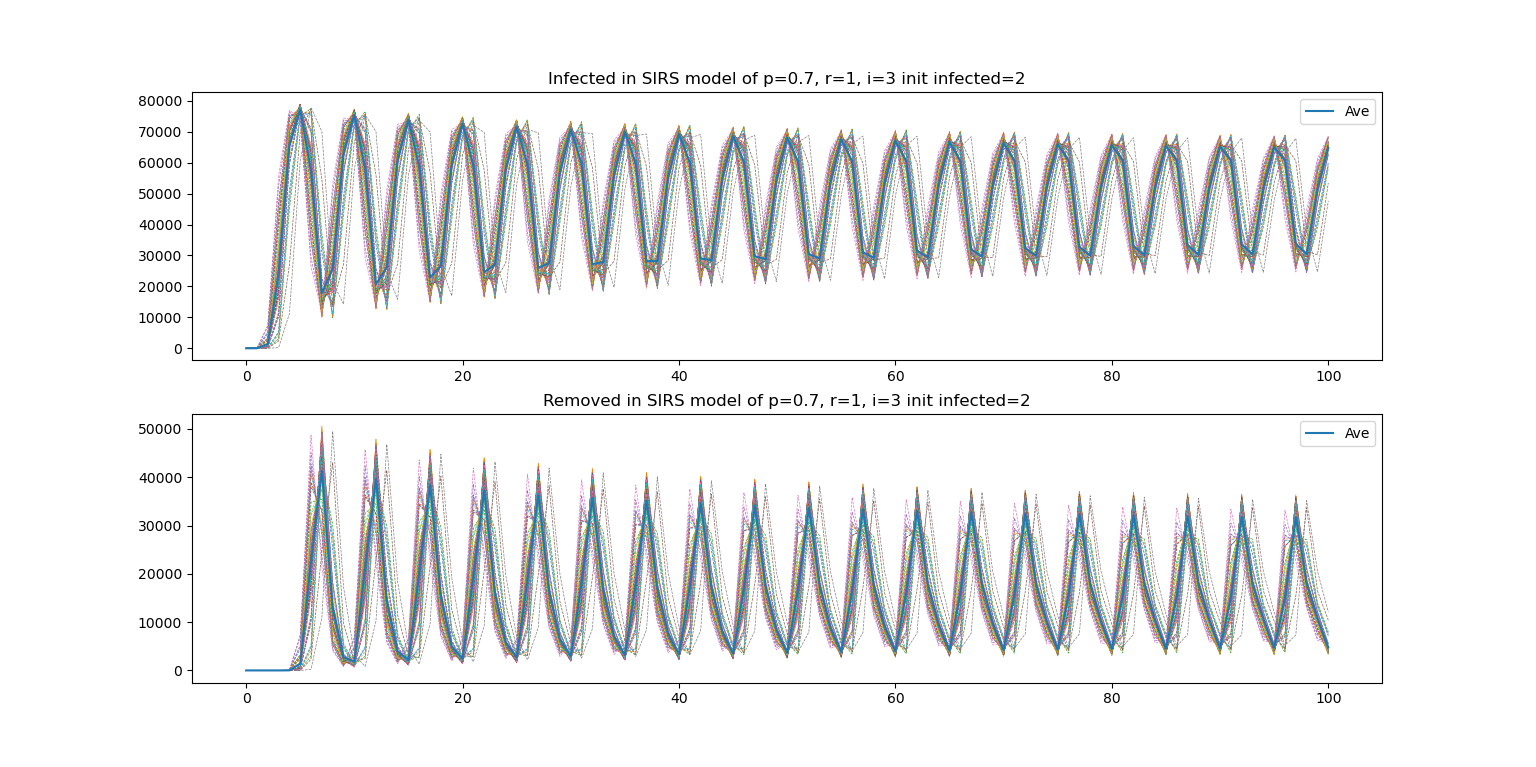 Infected in SIRS model of p=0.7, r=1, i=3 init infected=2
80000
70000
60000
50000
40000
30000
20000
10000
0
Ave
0 20 40 60 80 100
Removed in SIRS model of p=0.7, r=1, i=3 init infected=2
50000
40000
30000
20000
10000
0
Ave
0 20 40 60 80 100